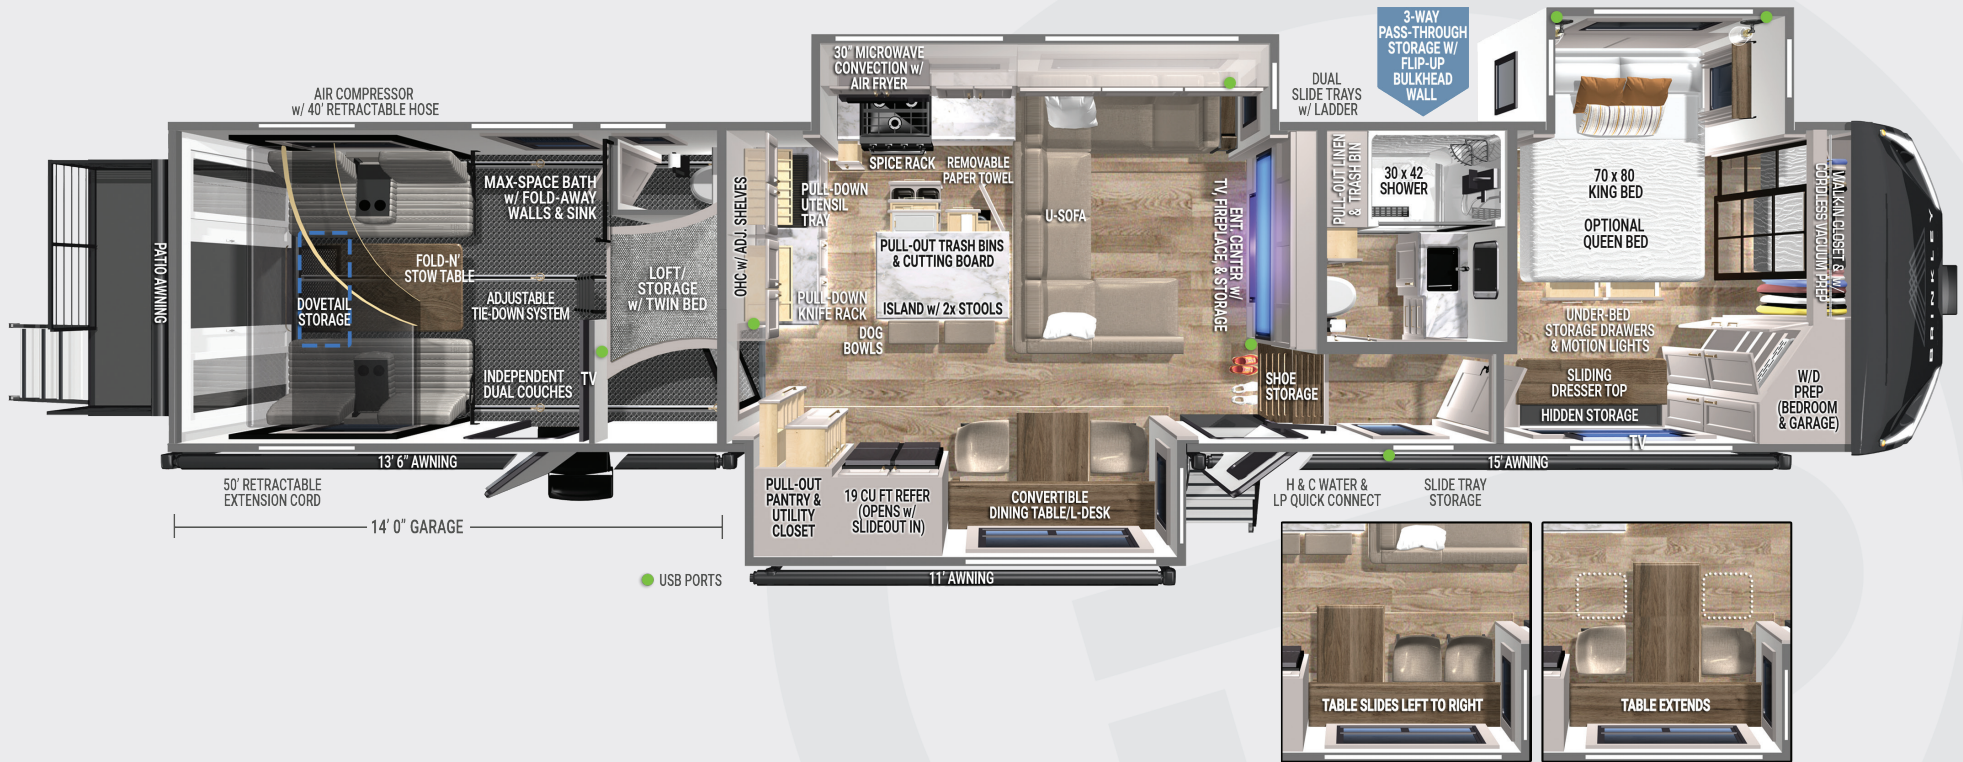 AIR COMPRESSOR
w/ 40' RETRACTABLE HOSE
PATIO AWNING
DOVETAIL
STORAGE
FOLD-N'
STOW TABLE
MAX-SPACE BATH
w/ FOLD-AWAY
WALLS & SINK
ADJUSTABLE
TIE-DOWN SYSTEM
INDEPENDENT
DUAL COUCHES
TV
LOFT/
STORAGE
w/ TWIN BED
13' 6" AWNING
50' RETRACTABLE
EXTENSION CORD
14' 0" GARAGE
USB PORTS
OHC w/ ADJ. SHELVES
30" MICROWAVE
CONVECTION w/
AIR FRYER
SPICE RACK
REMOVABLE
PAPER TOWEL
PULL-DOWN
UTENSIL
TRAY
PULL-OUT TRASH BINS
& CUTTING BOARD
ISLAND w/ 2x STOOLS
PULL-DOWN
KNIFE RACK
DOG
BOWLS
U-SOFA
ENT. CENTER w/
TV, FIREPLACE, & STORAGE
SHOE
STORAGE
PULL-OUT
PANTRY &
UTILITY
CLOSET
19 CU FT REFER
(OPENS w/
SLIDEOUT IN)
CONVERTIBLE
DINING TABLE/L-DESK
11' AWNING
DUAL
SLIDE TRAYS
w/ LADDER
3-WAY
PASS-THROUGH
STORAGE W/
FLIP-UP
BULKHEAD
WALL
PULL-OUT LINEN
& TRASH BIN
30 x 42
SHOWER
70 x 80
KING BED
OPTIONAL
QUEEN BED
UNDER-BED
STORAGE DRAWERS
& MOTION LIGHTS
SLIDING
DRESSER TOP
HIDDEN STORAGE
TV
WALK-IN CLOSET & w/
CORDLESS VACUUM PREP
W/D
PREP
(BEDROOM
& GARAGE)
BRINKLEY
15' AWNING
H & C WATER &
LP QUICK CONNECT
SLIDE TRAY
STORAGE
TABLE SLIDES LEFT TO RIGHT
TABLE EXTENDS